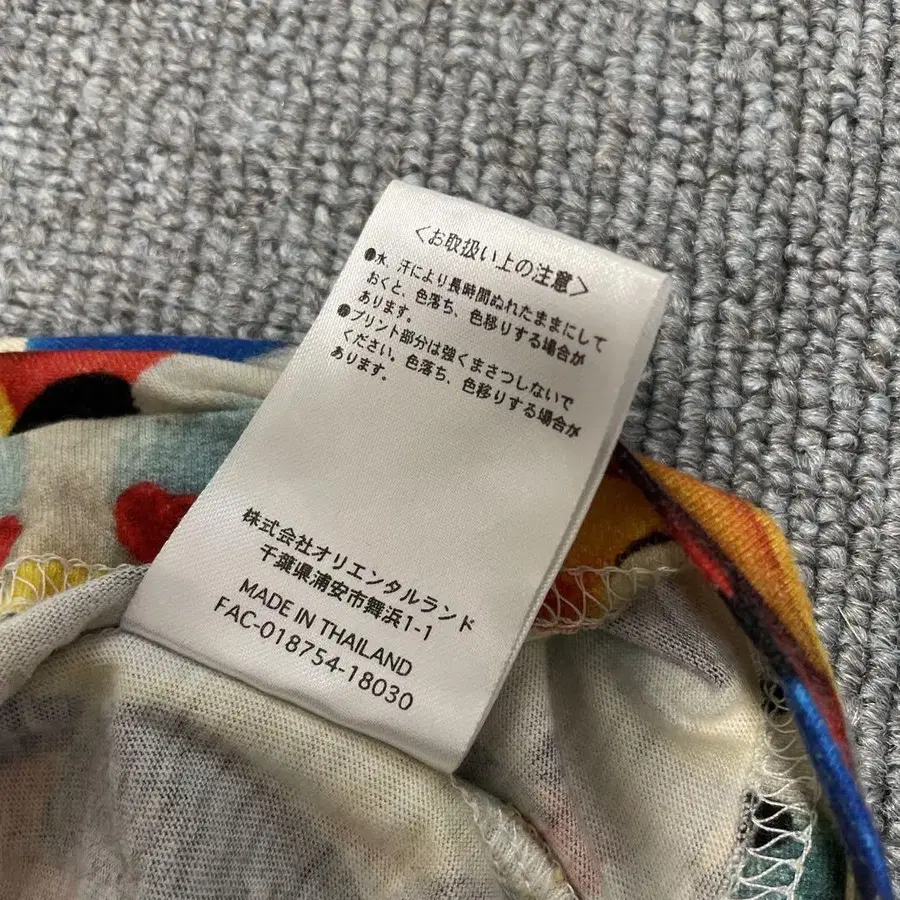 <お取扱い上の注意>
●水、汗により長時間ぬれたままにして
おくと、色落ち、色移りする場合が
あります。
●プリント部分は強くまさつしないで
ください。色落ち、色移りする場合が
あります。
株式会社オリエンタルランド
千葉県浦安市舞浜1-1
MADE IN THAILAND
FAC-018754-18030